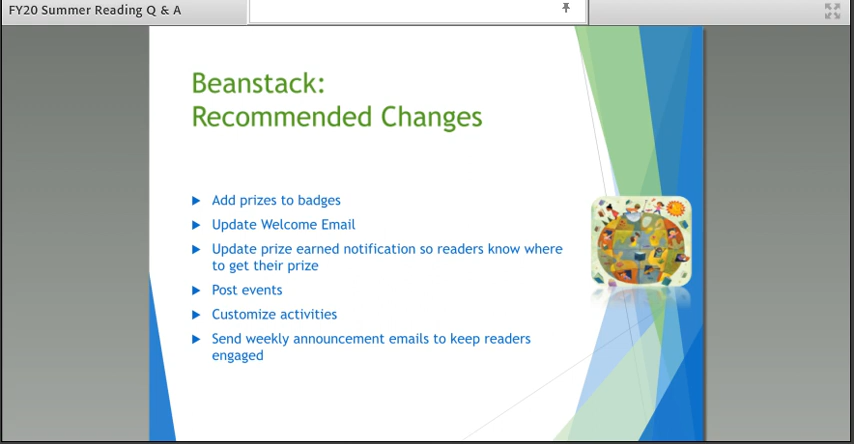 FY20 Summer Reading Q & A
Beanstack:
Recommended Changes
Add prizes to badges
Update Welcome Email
Update prize earned notification so readers know where
to get their prize
Post events
Customize activities
Send weekly announcement emails to keep readers
engaged